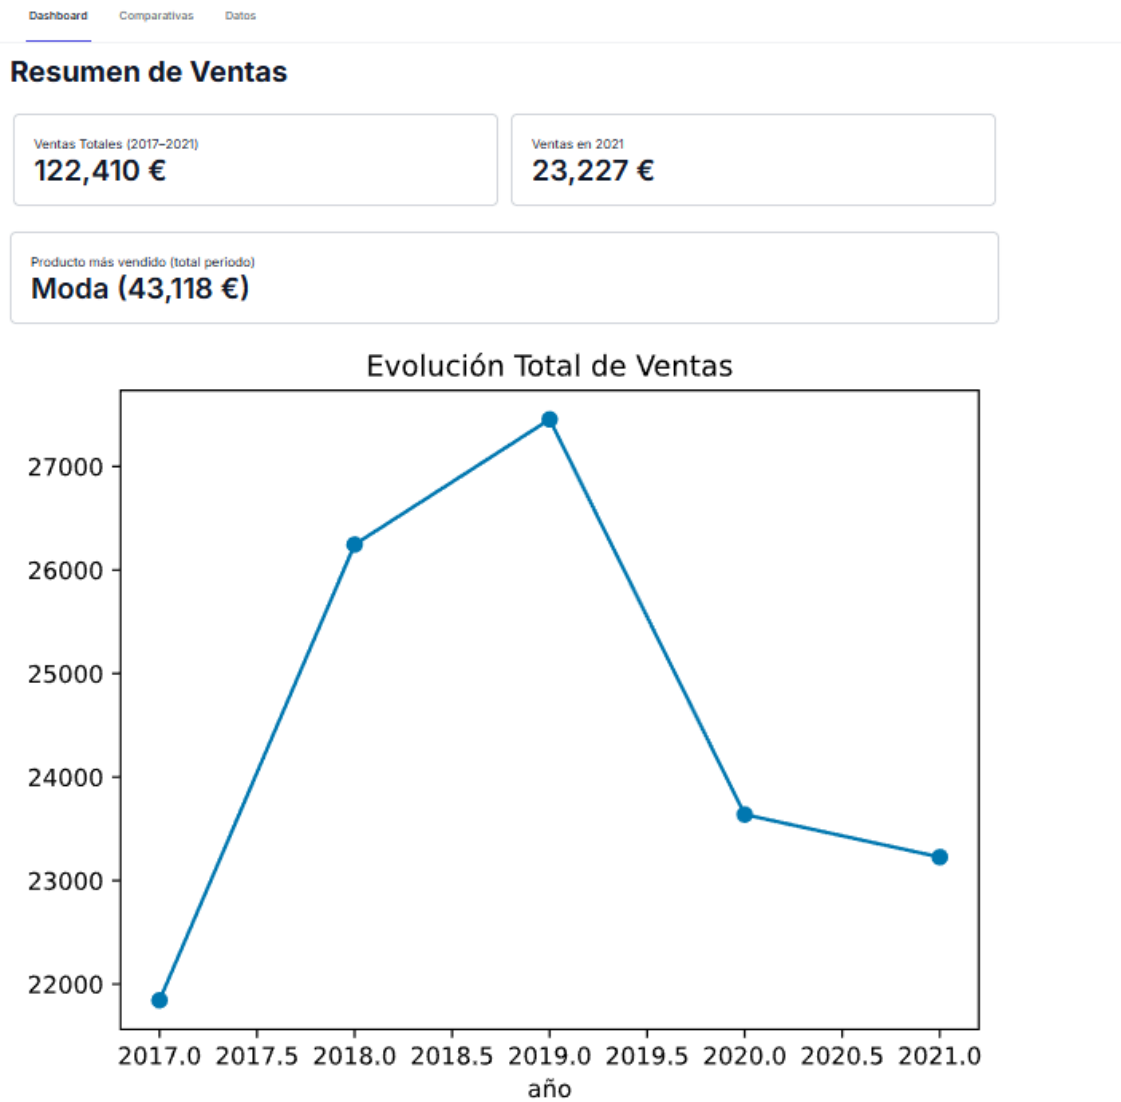 Dashboard Comparativas Datos
Resumen de Ventas
Ventas Totales (2017–2021)
122,410 €
Ventas en 2021
23,227 €
Producto más vendido (total periodo)
Moda (43,118 €)
Evolución Total de Ventas
27000
26000
25000
24000
23000
22000
2017.0 2017.5 2018.0 2018.5 2019.0 2019.5 2020.0 2020.5 2021.0
año